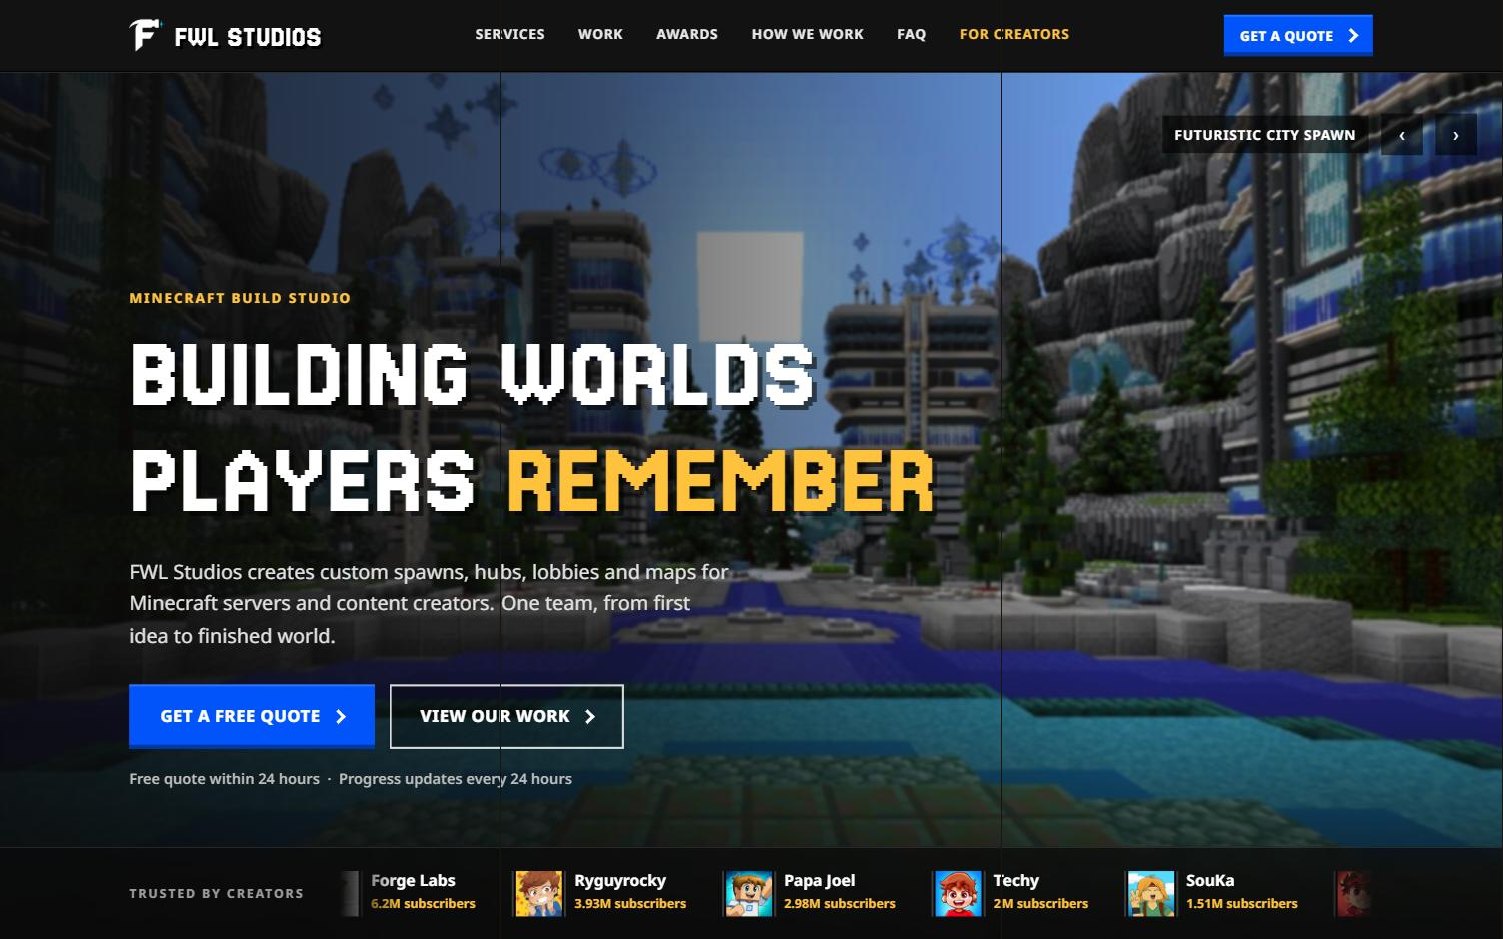 FWL STUDIOS
SERVICES
WORK
AWARDS
HOW WE WORK
FAQ
FOR CREATORS
GET A QUOTE
FUTURISTIC CITY SPAWN
MINECRAFT BUILD STUDIO
BUILDING WORLDS
PLAYERS REMEMBER
FWL Studios creates custom spawns, hubs, lobbies and maps for
Minecraft servers and content creators. One team, from first
idea to finished world.
GET A FREE QUOTE
VIEW OUR WORK
Free quote within 24 hours · Progress updates every 24 hours
TRUSTED BY CREATORS
Forge Labs
6.2M subscribers
Ryguyrocky
3.93M subscribers
Papa Joel
2.98M subscribers
Techy
2M subscribers
SouKa
1.51M subscribers